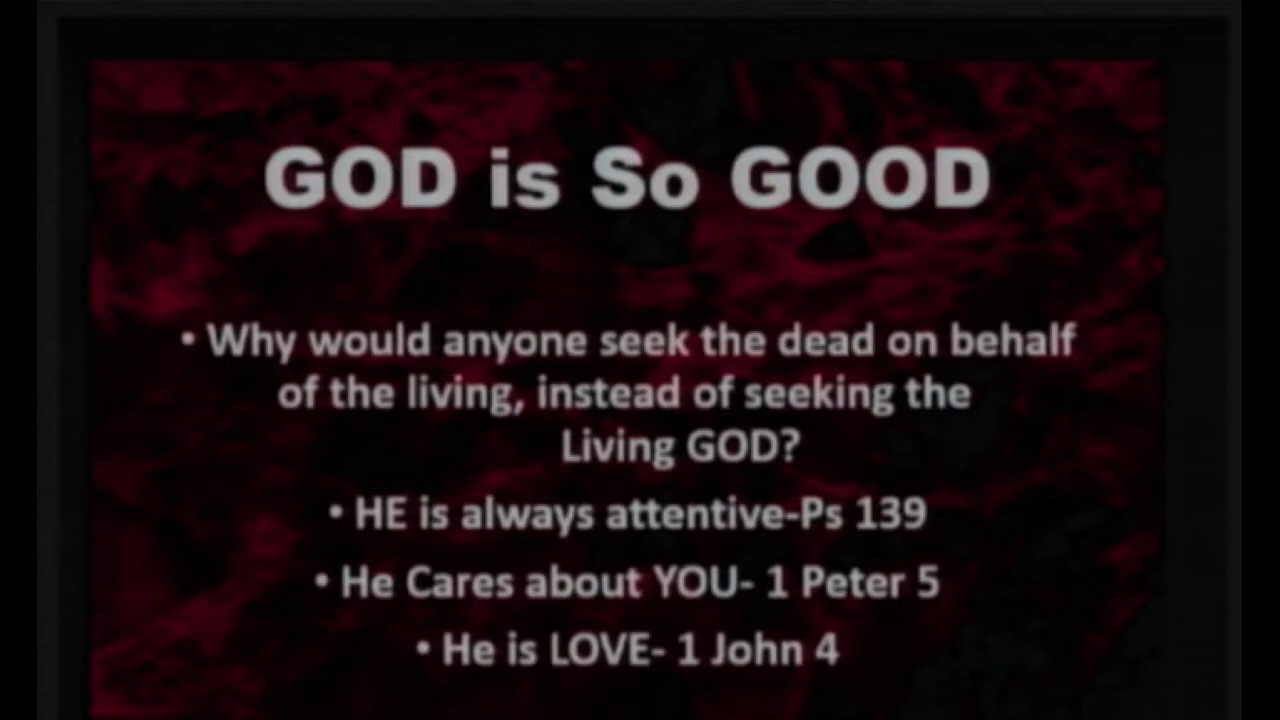 GOD is So GOOD
• Why would anyone seek the dead on behalf
of the living, instead of seeking the
Living GOD?
• HE is always attentive-Ps 139
• He Cares about YOU- 1 Peter 5
• He is LOVE- 1 John 4